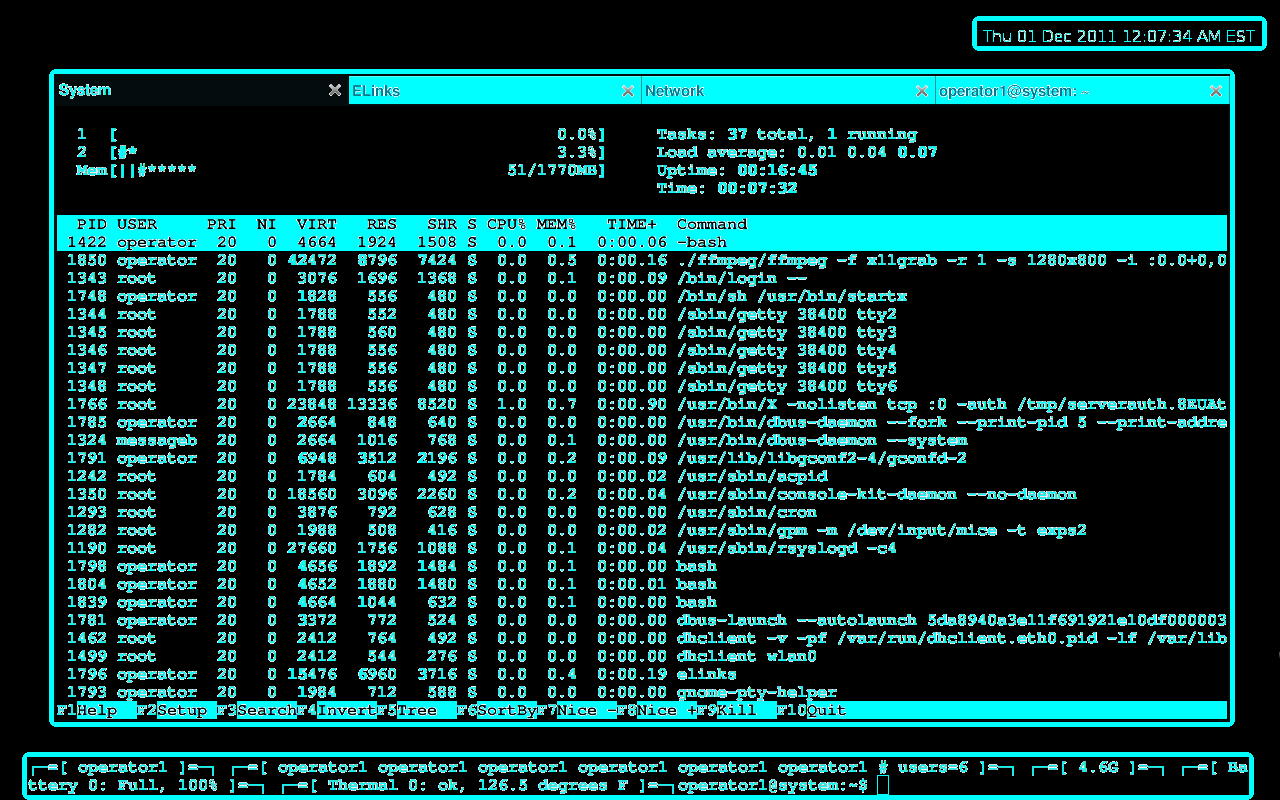 Thu 01 Dec 2011 12:07:34 AM EST
System ELinks Network operator1@system: ~
1 [ 0.0%] Tasks: 37 total, 1 running
2 [#* 3.3%] Load average: 0.01 0.04 0.07
Mem[||#***** 51/1770MB] Uptime: 00:16:45
Time: 00:07:32
PID USER PRI NI VIRT RES SHR S CPU% MEM% TIME+ Command
1422 operator 20 0 4664 1924 1508 S 0.0 0.1 0:00.06 -bash
1850 operator 20 0 42472 8796 7424 S 0.0 0.5 0:00.16 ./ffmpeg/ffmpeg -f x11grab -r 1 -s 1280x800 -i :0.0+0,0
1343 root 20 0 3076 1696 1368 S 0.0 0.1 0:00.09 /bin/login --
1748 operator 20 0 1828 556 480 S 0.0 0.0 0:00.00 /bin/sh /usr/bin/startx
1344 root 20 0 1788 552 480 S 0.0 0.0 0:00.00 /sbin/getty 38400 tty2
1345 root 20 0 1788 560 480 S 0.0 0.0 0:00.00 /sbin/getty 38400 tty3
1346 root 20 0 1788 556 480 S 0.0 0.0 0:00.00 /sbin/getty 38400 tty4
1347 root 20 0 1788 556 480 S 0.0 0.0 0:00.00 /sbin/getty 38400 tty5
1348 root 20 0 1788 556 480 S 0.0 0.0 0:00.00 /sbin/getty 38400 tty6
1766 root 20 0 23848 13336 8520 S 1.0 0.7 0:00.90 /usr/bin/X -nolisten tcp :0 -auth /tmp/serverauth.8EUAt
1785 operator 20 0 2664 848 640 S 0.0 0.0 0:00.00 /usr/bin/dbus-daemon --fork --print-pid 5 --print-addre
1324 messageb 20 0 2664 1016 768 S 0.0 0.1 0:00.00 /usr/bin/dbus-daemon --system
1791 operator 20 0 6948 3512 2196 S 0.0 0.2 0:00.09 /usr/lib/libgconf2-4/gconfd-2
1242 root 20 0 1784 604 492 S 0.0 0.0 0:00.02 /usr/sbin/acpid
1350 root 20 0 18560 3096 2260 S 0.0 0.2 0:00.04 /usr/sbin/console-kit-daemon --no-daemon
1293 root 20 0 3876 792 628 S 0.0 0.0 0:00.00 /usr/sbin/cron
1282 root 20 0 1988 508 416 S 0.0 0.0 0:00.02 /usr/sbin/gpm -m /dev/input/mice -t exps2
1190 root 20 0 27660 1756 1088 S 0.0 0.1 0:00.04 /usr/sbin/rsyslogd -c4
1798 operator 20 0 4656 1892 1484 S 0.0 0.1 0:00.00 bash
1804 operator 20 0 4652 1880 1480 S 0.0 0.1 0:00.01 bash
1839 operator 20 0 4664 1044 632 S 0.0 0.1 0:00.00 bash
1781 operator 20 0 3372 772 524 S 0.0 0.0 0:00.00 dbus-launch --autolaunch 5da8940a3e11f691921e10df000003
1462 root 20 0 2412 764 492 S 0.0 0.0 0:00.00 dhclient -v -pf /var/run/dhclient.eth0.pid -lf /var/lib
1499 root 20 0 2412 544 276 S 0.0 0.0 0:00.00 dhclient wlan0
1796 operator 20 0 15476 6960 3716 S 0.0 0.4 0:00.19 elinks
1793 operator 20 0 1984 712 588 S 0.0 0.0 0:00.00 gnome-pty-helper
F1Help F2Setup F3SearchF4InvertF5Tree F6SortByF7Nice -F8Nice +F9Kill F10Quit
┌─=[ operator1 ]=─┐ ┌─=[ operator1 operator1 operator1 operator1 operator1 operator1 # users=6 ]=─┐ ┌─=[ 4.6G ]=─┐ ┌─=[ Ba
ttery 0: Full, 100% ]=─┐ ┌─=[ Thermal 0: ok, 126.5 degrees F ]=─┐operator1@system:~$